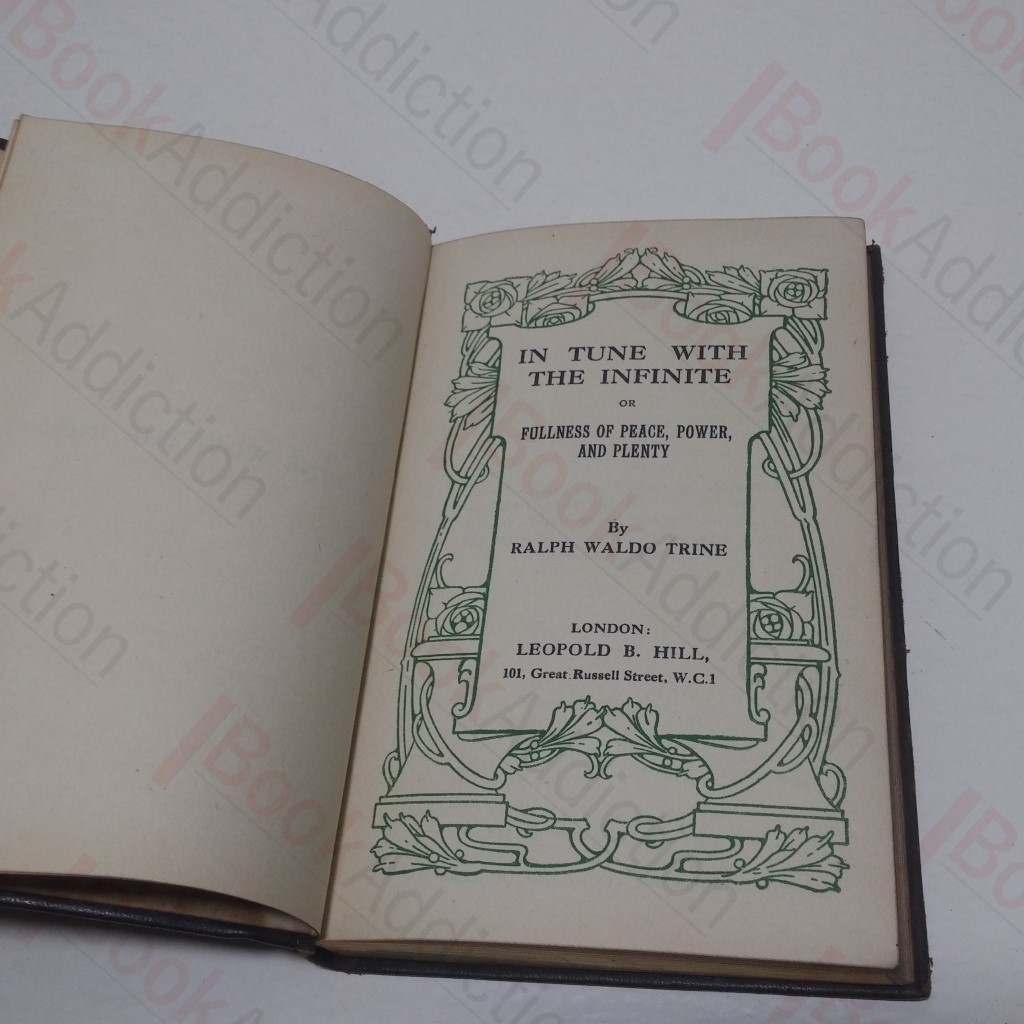 IN TUNE WITH
THE INFINITE
OR
FULLNESS OF PEACE, POWER,
AND PLENTY
By
RALPH WALDO TRINE
LONDON:
LEOPOLD B. HILL,
101, Great Russell Street, W.C.1
BookAddiction